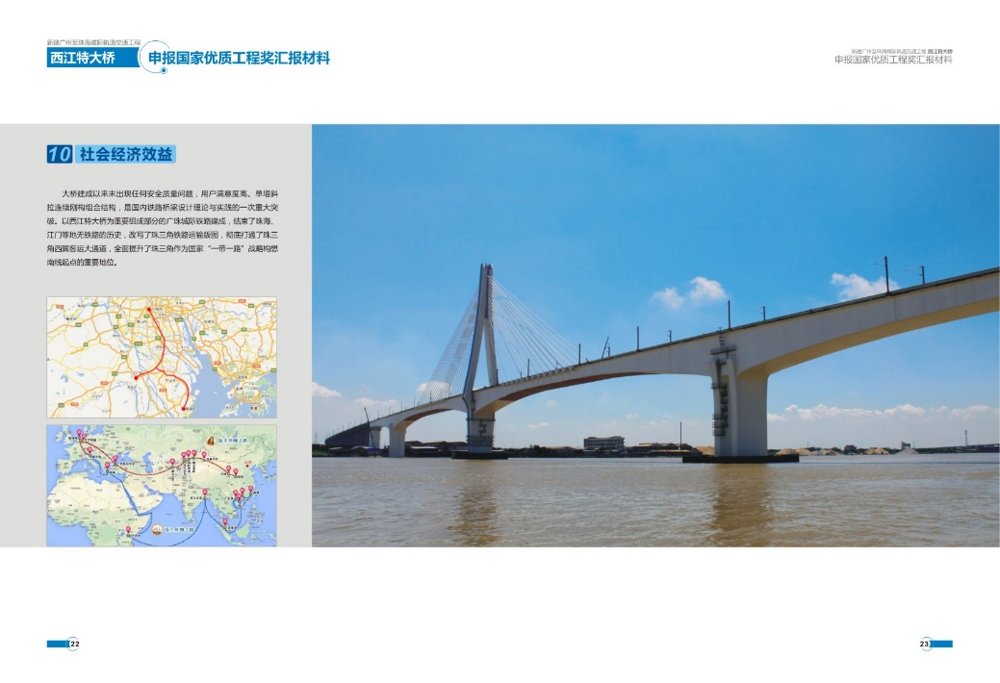 新建广州至珠海城际轨道交通工程
西江特大桥
申报国家优质工程奖汇报材料
新建广州至珠海城际轨道交通工程 西江特大桥
申报国家优质工程奖汇报材料
10 社会经济效益
大桥建成以来未出现任何安全质量问题，用户满意度高。单塔斜
拉连续刚构组合结构，是国内铁路桥梁设计理论与实践的一次重大突
破。以西江特大桥为重要组成部分的广珠城际铁路建成，结束了珠海、
江门等地无铁路的历史，改写了珠三角铁路运输版图，彻底打通了珠三
角西翼客运大通道，全面提升了珠三角作为国家“一带一路”战略构想
南线起点的重要地位。
22
23